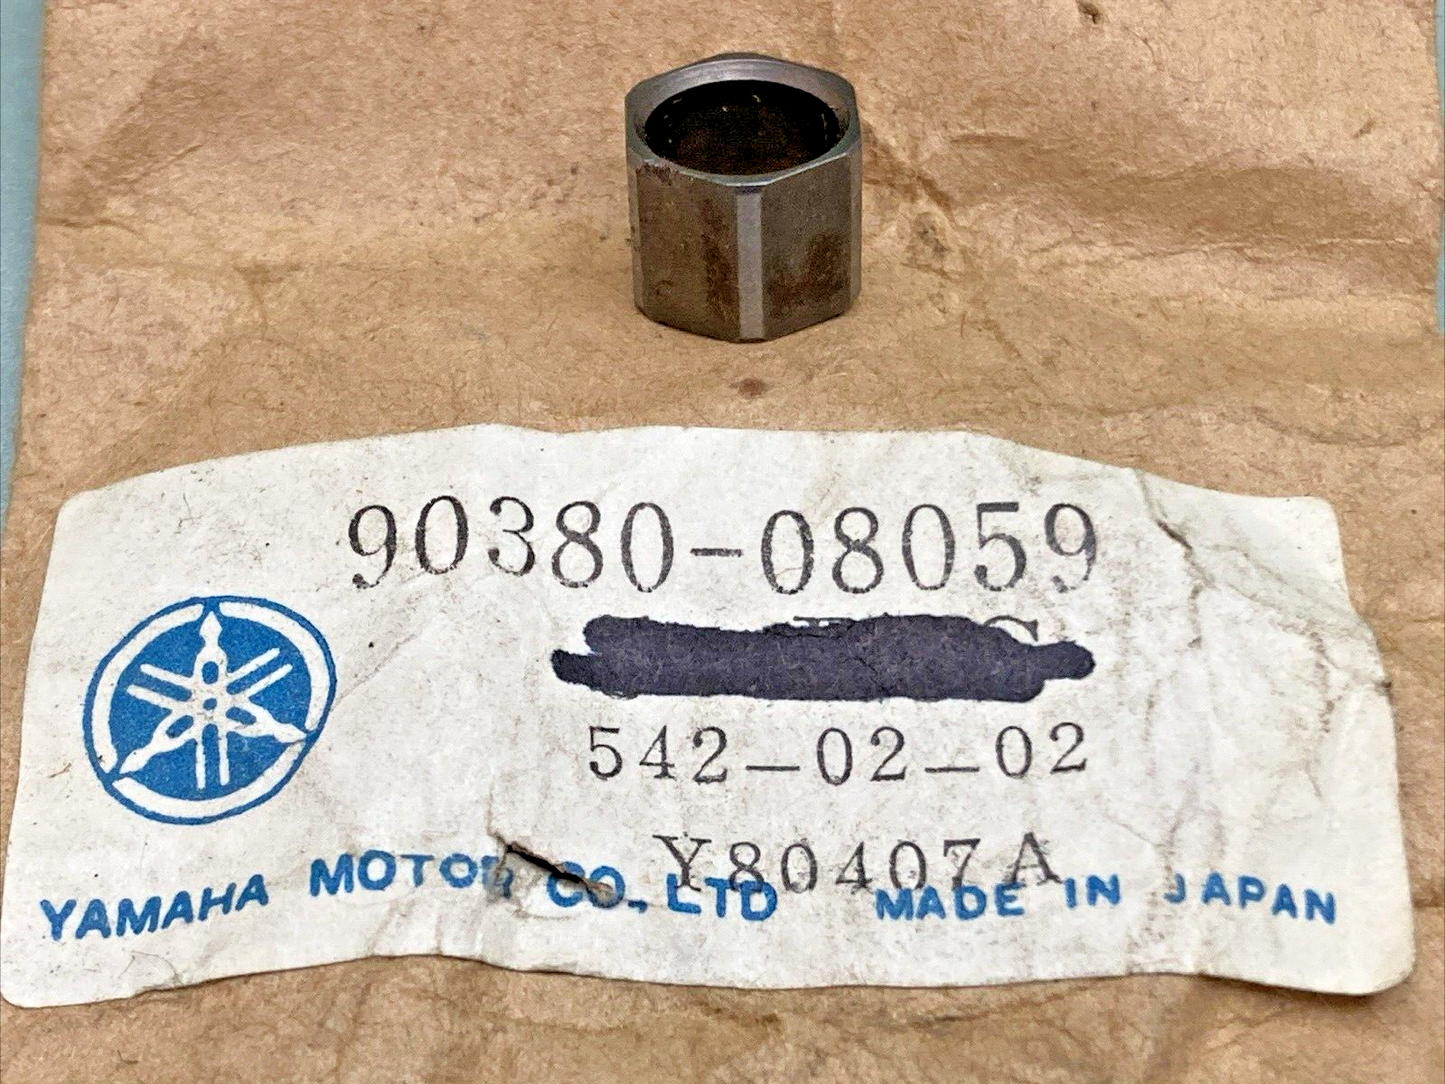 90380-08059
542-02-02
Y80407A
YAMAHA MOTOR CO., LTD MADE IN JAPAN